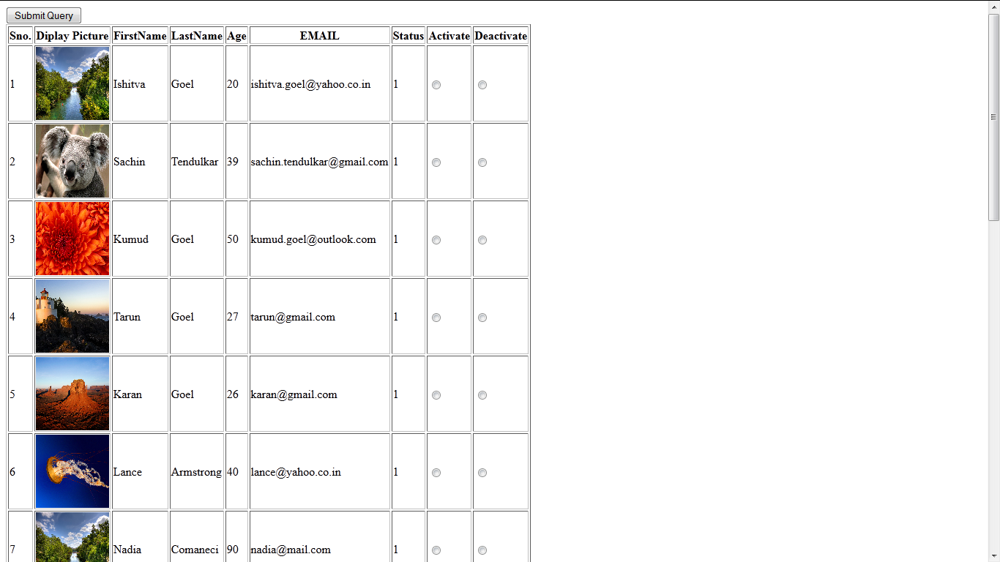 Submit Query
Sno. Diplay Picture FirstName LastName Age EMAIL Status Activate Deactivate
1 Ishitva Goel 20 ishitva.goel@yahoo.co.in 1
2 Sachin Tendulkar 39 sachin.tendulkar@gmail.com 1
3 Kumud Goel 50 kumud.goel@outlook.com 1
4 Tarun Goel 27 tarun@gmail.com 1
5 Karan Goel 26 karan@gmail.com 1
6 Lance Armstrong 40 lance@yahoo.co.in 1
7 Nadia Comaneci 90 nadia@mail.com 1